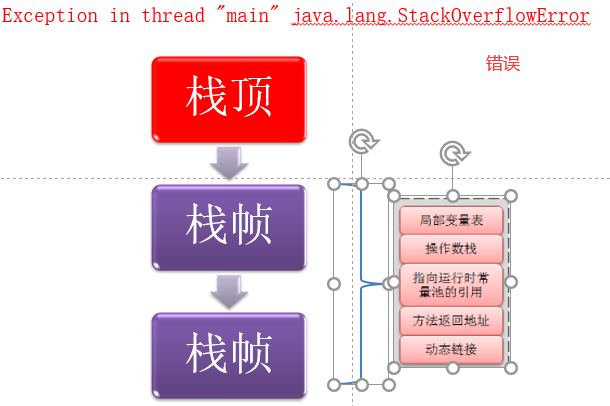 Exception in thread "main" java.lang.StackOverflowError
错误
栈顶
栈帧
栈帧
局部变量表
操作数栈
指向运行时常
量池的引用
方法返回地址
动态链接